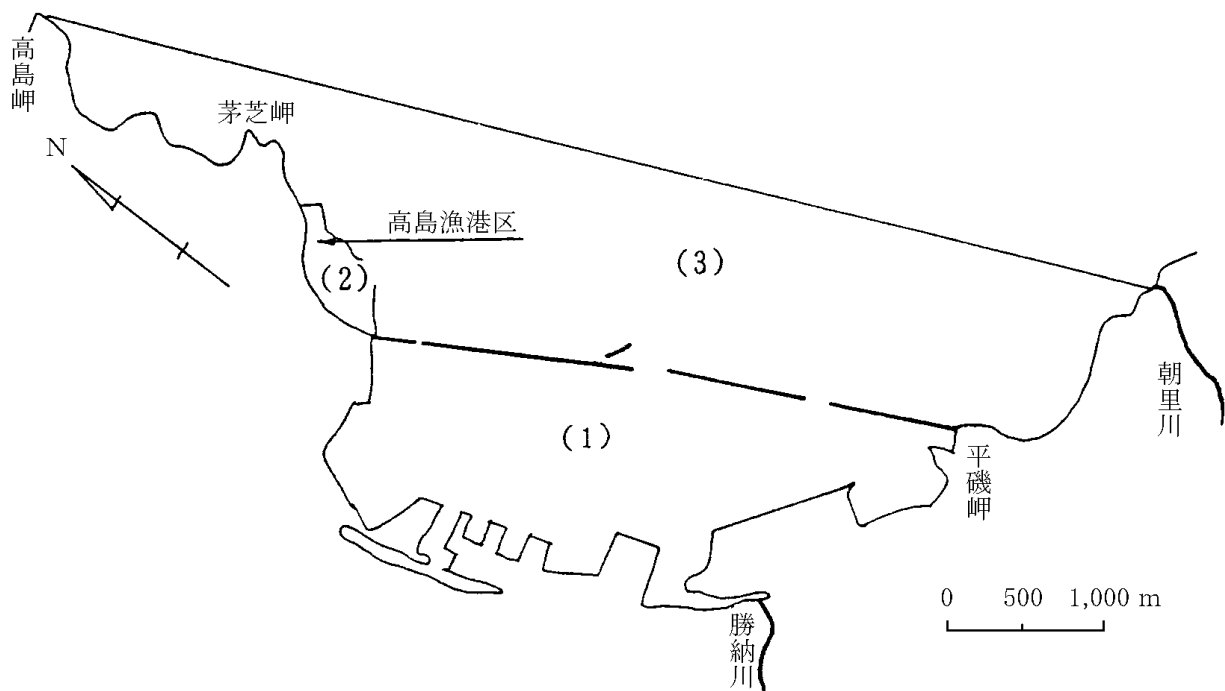 高島岬
茅芝岬
N
高島漁港区
(2)
(3)
(1)
朝里川
平磯岬
0 500 1,000 m
勝納川